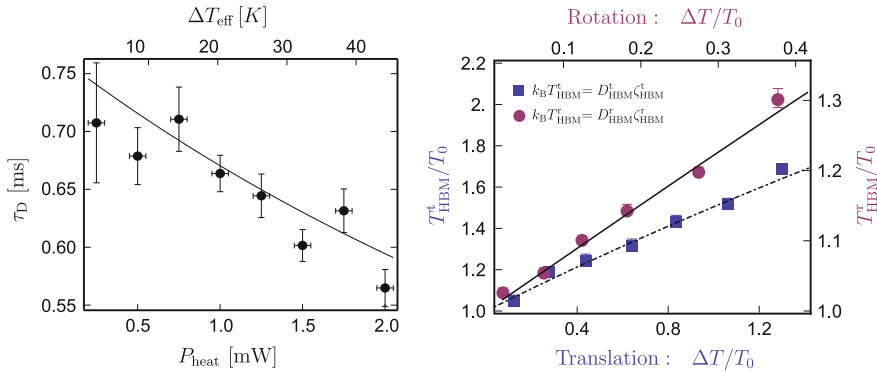 ΔT_eff [K]
0 10 20 30 40
0.75
0.70
0.65
0.60
0.55
τ_D [ms]
0.5 1.0 1.5 2.0
P_heat [mW]
Rotation : ΔT/T_0
0 0.1 0.2 0.3 0.4
2.2
2.
1.8
1.6
1.4
1.2
1.0
T^t_HBM/T_0
k_B T^t_HBM = D^t_HBM ζ^t_HBM
k_B T^r_HBM = D^r_HBM ζ^r_HBM
1.3
1.2
1.1
1.0
T^r_HBM/T_0
0.4 0.8 1.2
Translation : ΔT/T_0